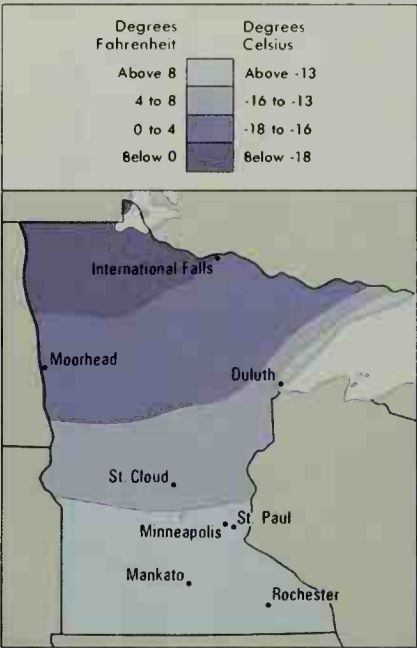 Degrees Fahrenheit
Degrees Celsius
Above 8
Above -13
4 to 8
-16 to -13
0 to 4
-18 to -16
Below 0
Below -18
International Falls
Moorhead
Duluth
St. Cloud
St. Paul
Minneapolis
Mankato
Rochester